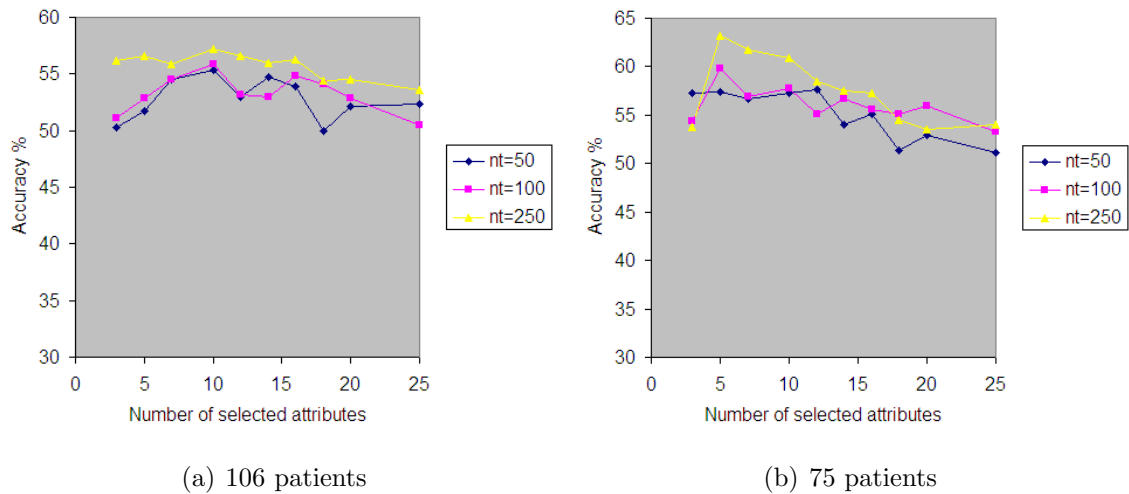 60
55
50
45
40
35
30
Accuracy %
0 5 10 15 20 25
Number of selected attributes
nt=50
nt=100
nt=250
(a) 106 patients
65
60
55
50
45
40
35
30
Accuracy %
0 5 10 15 20 25
Number of selected attributes
nt=50
nt=100
nt=250
(b) 75 patients